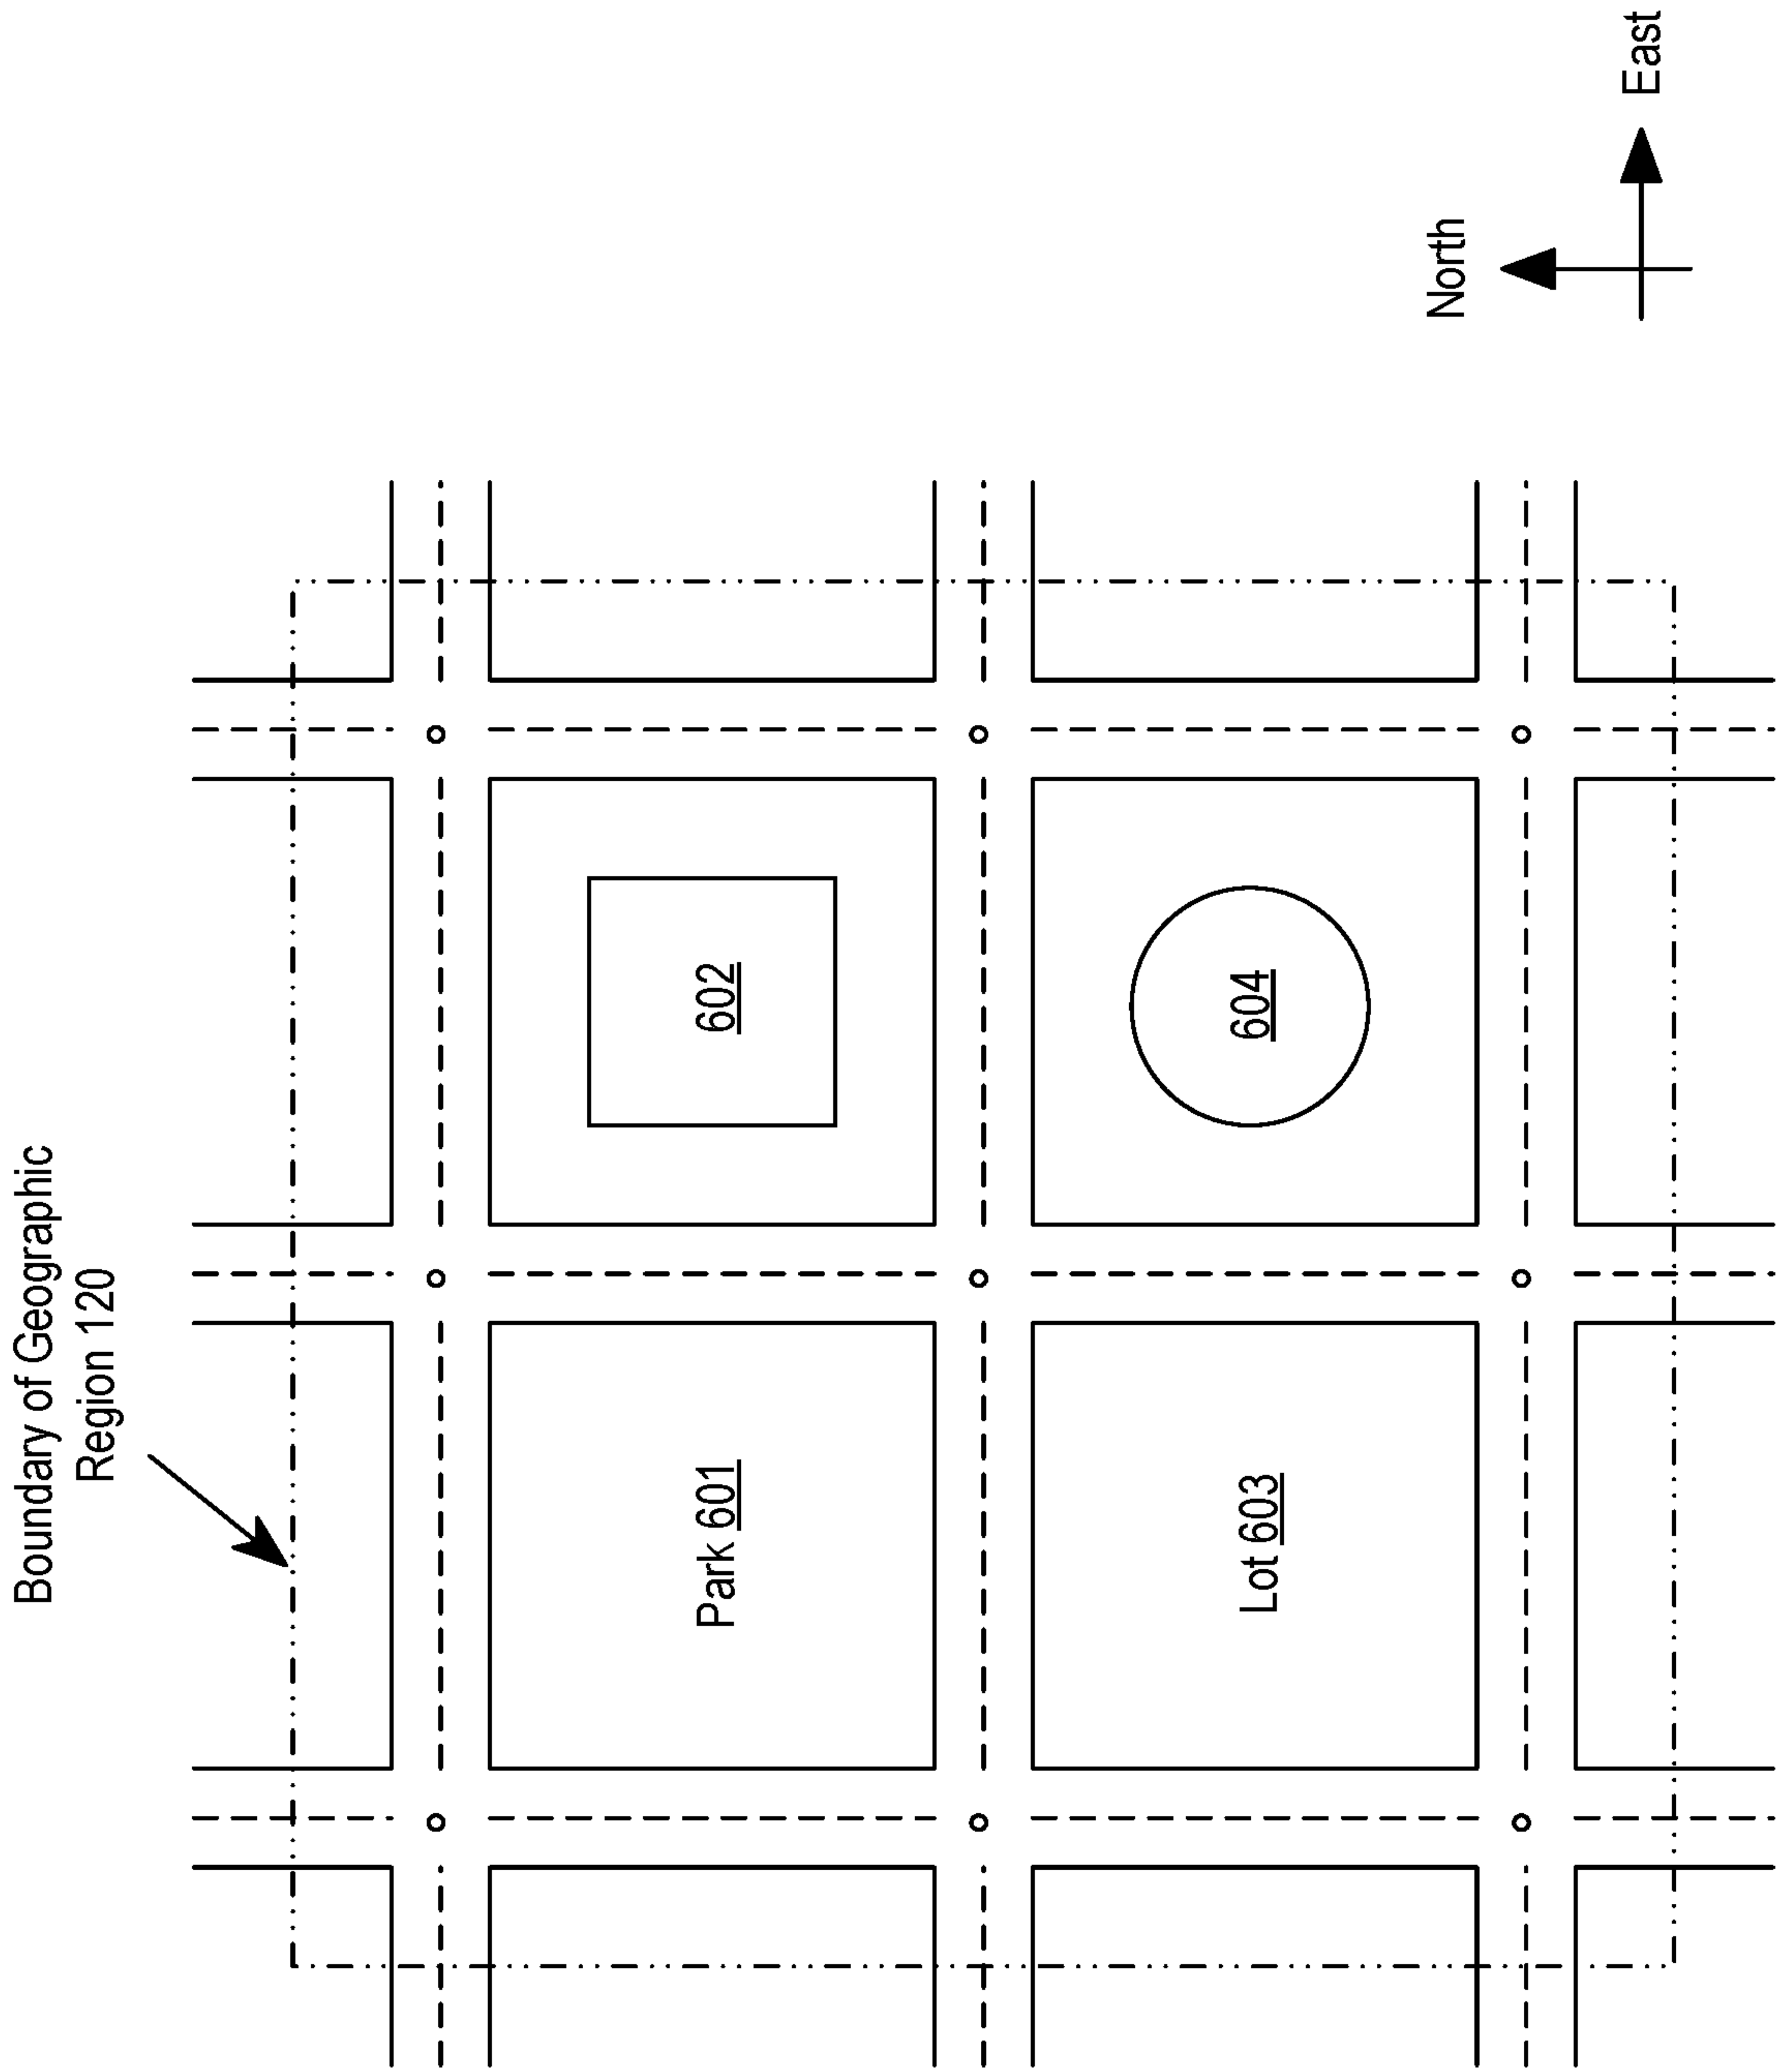 Boundary of Geographic
Region 120
Park 601
602
Lot 603
604
North
East